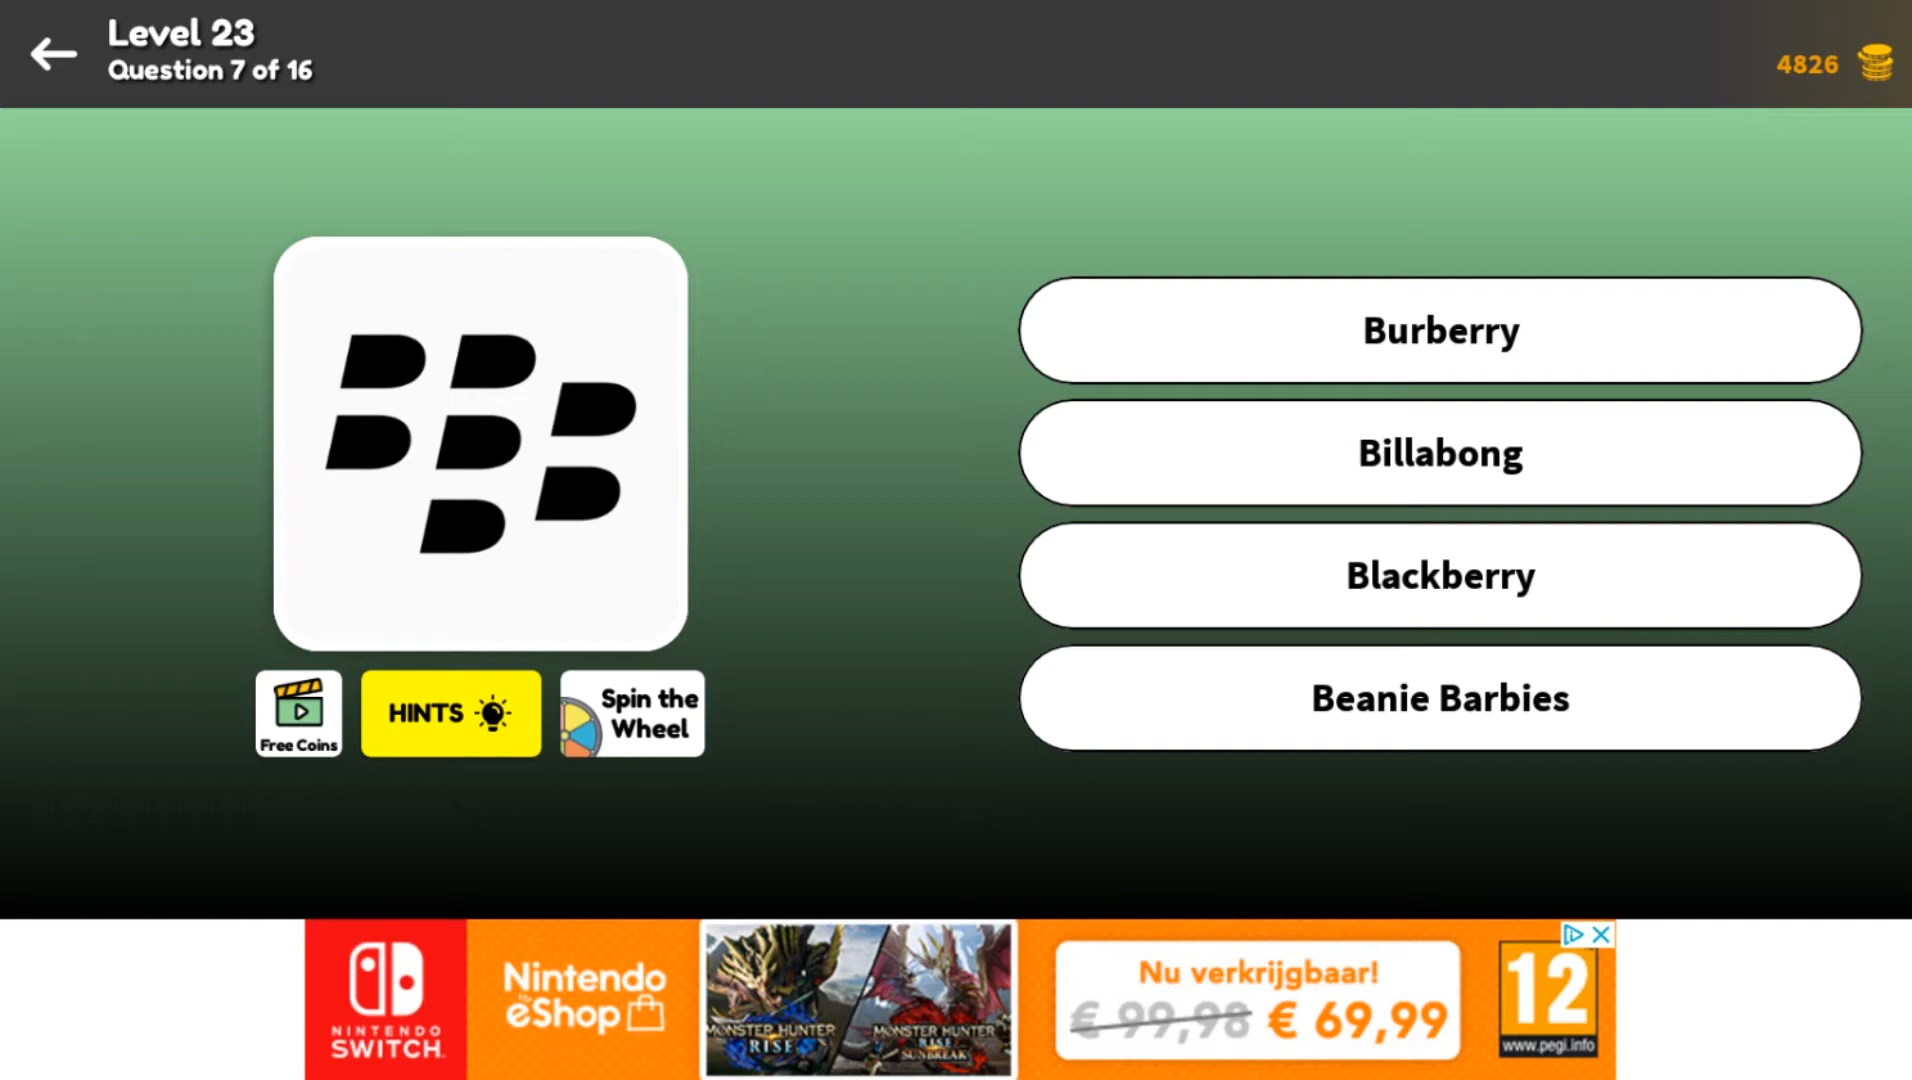 Level 23
Question 7 of 16
4826
Burberry
Billabong
Blackberry
Beanie Barbies
Free Coins
HINTS
Spin the
Wheel
NINTENDO
SWITCH
Nintendo
eShop
MONSTER HUNTER
RISE
MONSTER HUNTER
RISE
SUNBREAK
Nu verkrijgbaar!
€ 99,98 € 69,99
12
www.pegi.info